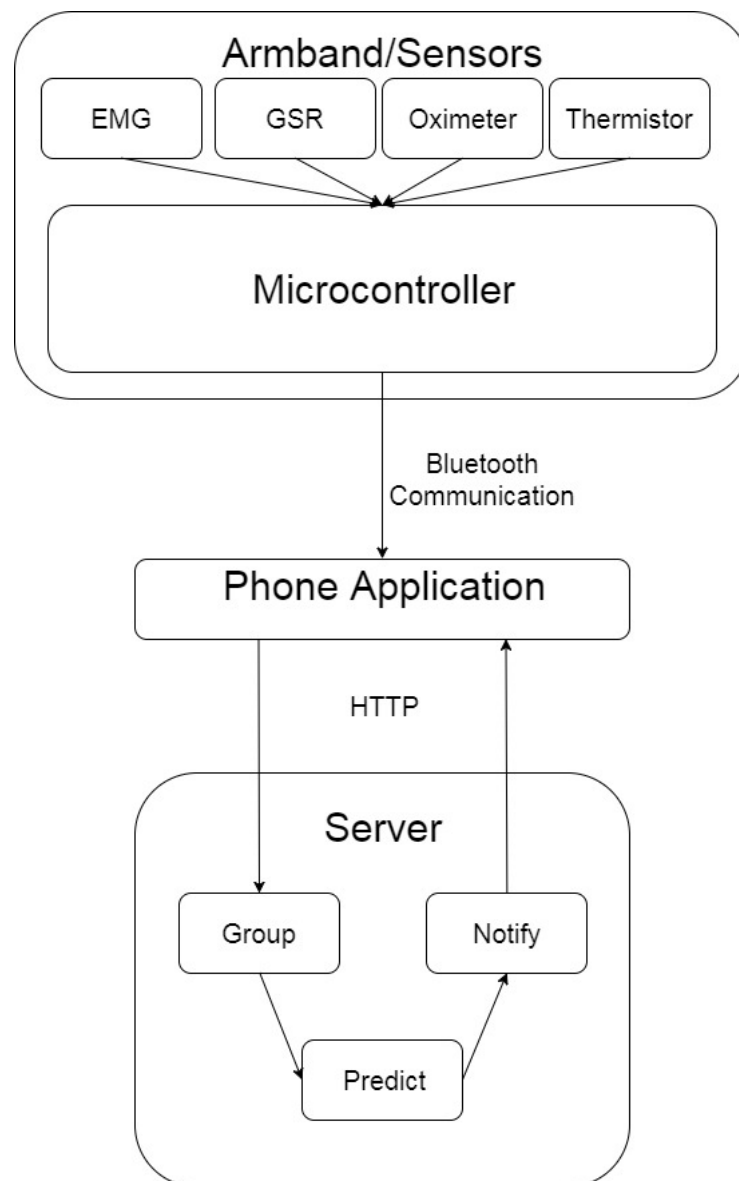 Armband/Sensors
EMG
GSR
Oximeter
Thermistor
Microcontroller
Bluetooth
Communication
Phone Application
HTTP
Server
Group
Notify
Predict